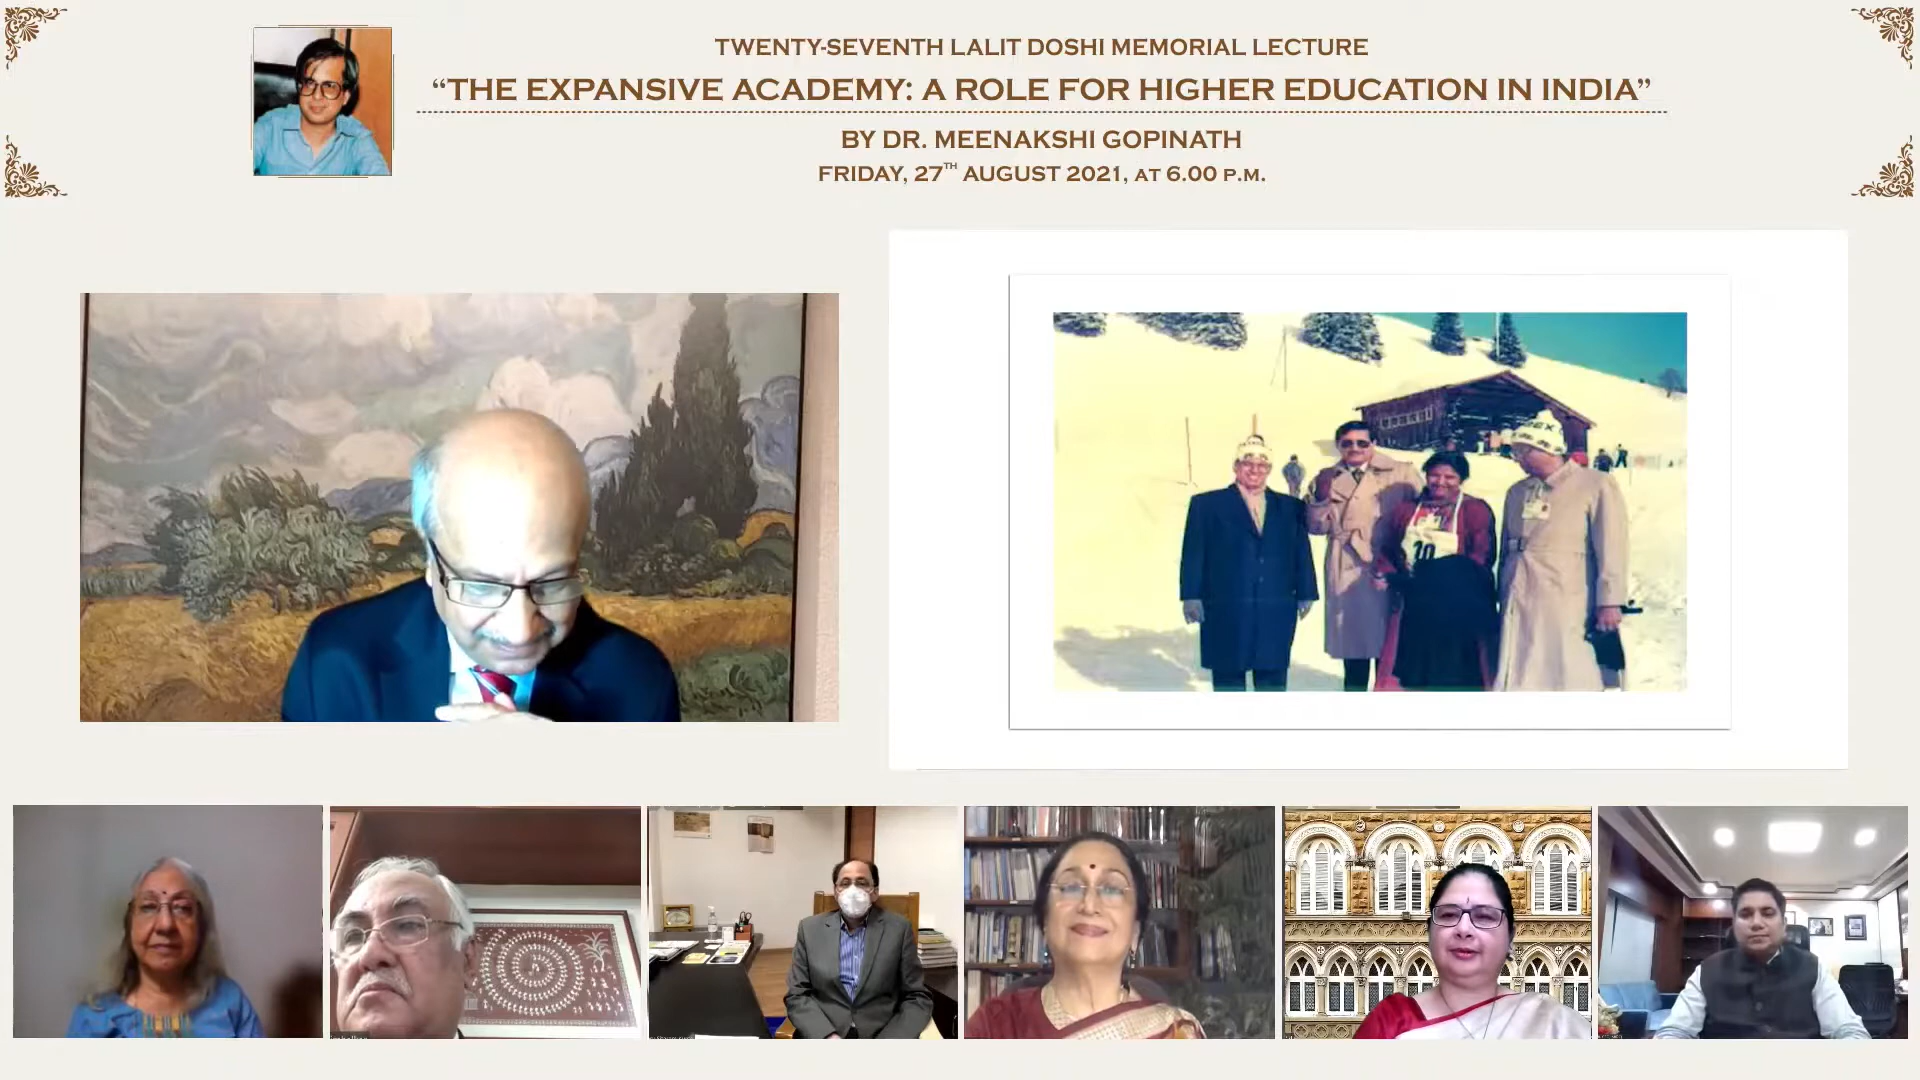 TWENTY-SEVENTH LALIT DOSHI MEMORIAL LECTURE
“THE EXPANSIVE ACADEMY: A ROLE FOR HIGHER EDUCATION IN INDIA”
BY DR. MEENAKSHI GOPINATH
FRIDAY, 27TH AUGUST 2021, AT 6.00 P.M.